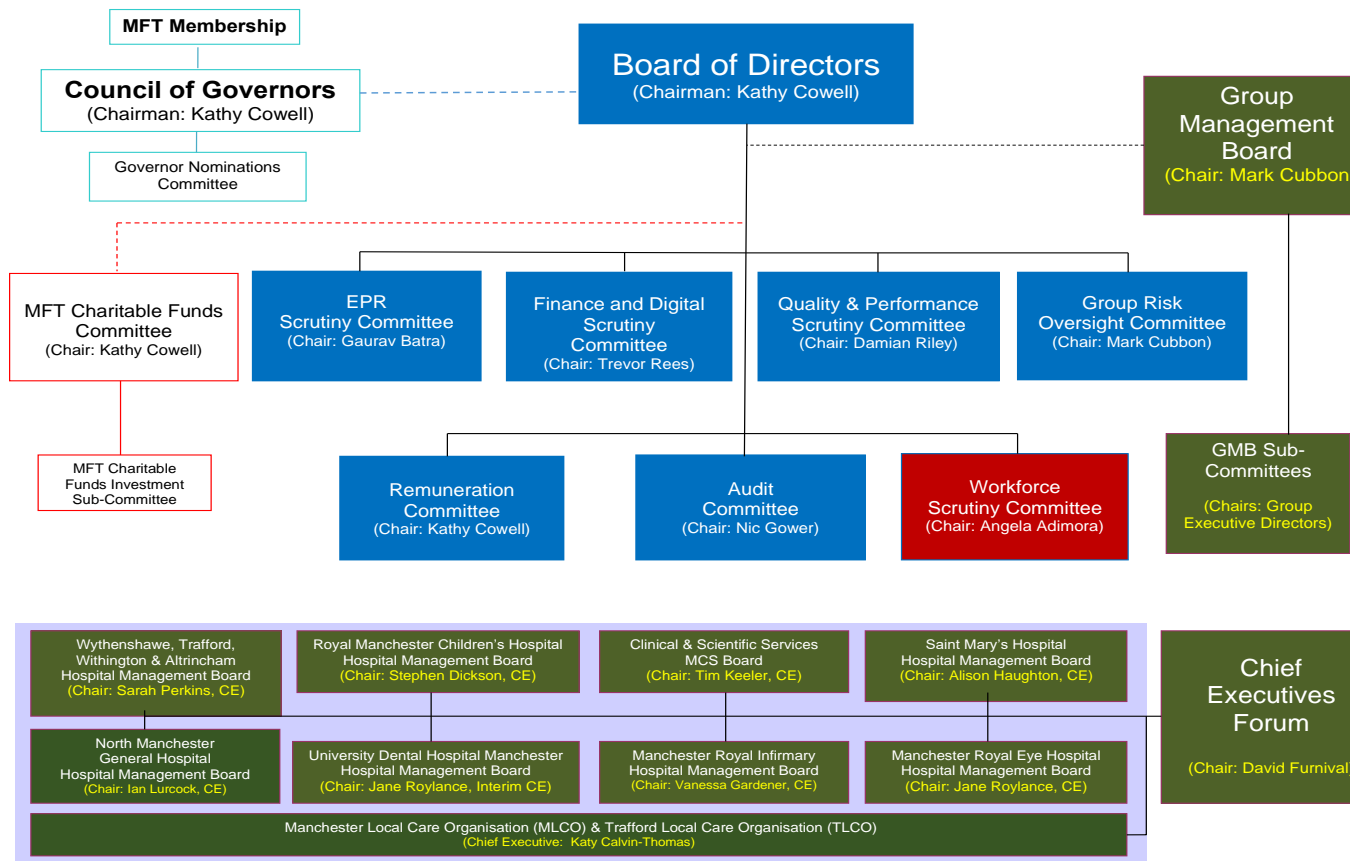 MFT Membership
Council of Governors
(Chairman: Kathy Cowell)
Governor Nominations
Committee
Board of Directors
(Chairman: Kathy Cowell)
Group
Management
Board
(Chair: Mark Cubbon)
MFT Charitable Funds
Committee
(Chair: Kathy Cowell)
EPR
Scrutiny Committee
(Chair: Gaurav Batra)
Finance and Digital
Scrutiny
Committee
(Chair: Trevor Rees)
Quality & Performance
Scrutiny Committee
(Chair: Damian Riley)
Group Risk
Oversight Committee
(Chair: Mark Cubbon)
MFT Charitable
Funds Investment
Sub-Committee
Remuneration
Committee
(Chair: Kathy Cowell)
Audit
Committee
(Chair: Nic Gower)
Workforce
Scrutiny Committee
(Chair: Angela Adimora)
GMB Sub-
Committees
(Chairs: Group
Executive Directors)
Wythenshawe, Trafford,
Withington & Altrincham
Hospital Management Board
(Chair: Sarah Perkins, CE)
Royal Manchester Children's Hospital
Hospital Management Board
(Chair: Stephen Dickson, CE)
Clinical & Scientific Services
MCS Board
(Chair: Tim Keeler, CE)
Saint Mary's Hospital
Hospital Management Board
(Chair: Alison Haughton, CE)
North Manchester
General Hospital
Hospital Management Board
(Chair: Ian Lurcock, CE)
University Dental Hospital Manchester
Hospital Management Board
(Chair: Jane Roylance, Interim CE)
Manchester Royal Infirmary
Hospital Management Board
(Chair: Vanessa Gardener, CE)
Manchester Royal Eye Hospital
Hospital Management Board
(Chair: Jane Roylance, CE)
Chief
Executives
Forum
(Chair: David Furnival)
Manchester Local Care Organisation (MLCO) & Trafford Local Care Organisation (TLCO)
(Chief Executive: Katy Calvin-Thomas)